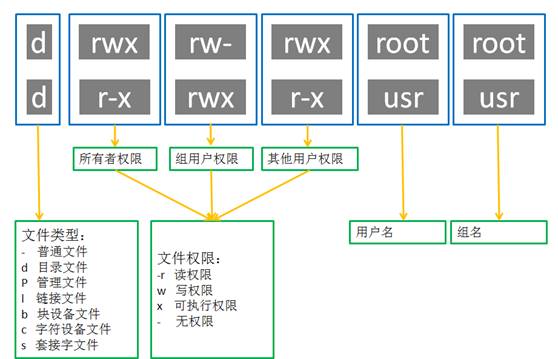 d rwx rw- rwx root root
d r-x rwx r-x usr usr
所有者权限 组用户权限 其他用户权限
用户名 组名
文件类型：
- 普通文件
d 目录文件
P 管理文件
l 链接文件
b 块设备文件
c 字符设备文件
s 套接字文件
文件权限：
-r 读权限
w 写权限
x 可执行权限
- 无权限